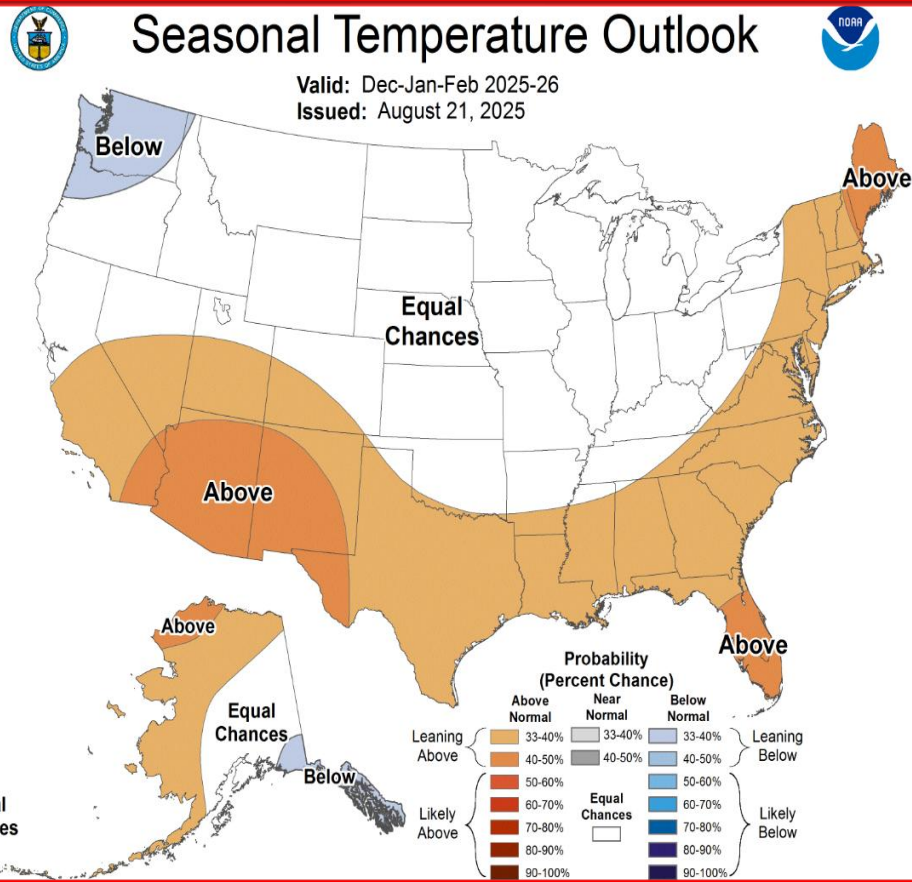 Seasonal Temperature Outlook
NOAA
Valid: Dec-Jan-Feb 2025-26
Issued: August 21, 2025
Below
Above
Equal
Chances
Above
Above
Above
Equal
Chances
Below
l
es
Probability
(Percent Chance)
Above
Normal
Near
Normal
Below
Normal
Leaning
Above
33-40%
33-40%
33-40%
Leaning
Below
40-50%
40-50%
40-50%
Likely
Above
50-60%
50-60%
Likely
Below
60-70%
Equal
Chances
60-70%
70-80%
70-80%
80-90%
80-90%
90-100%
90-100%